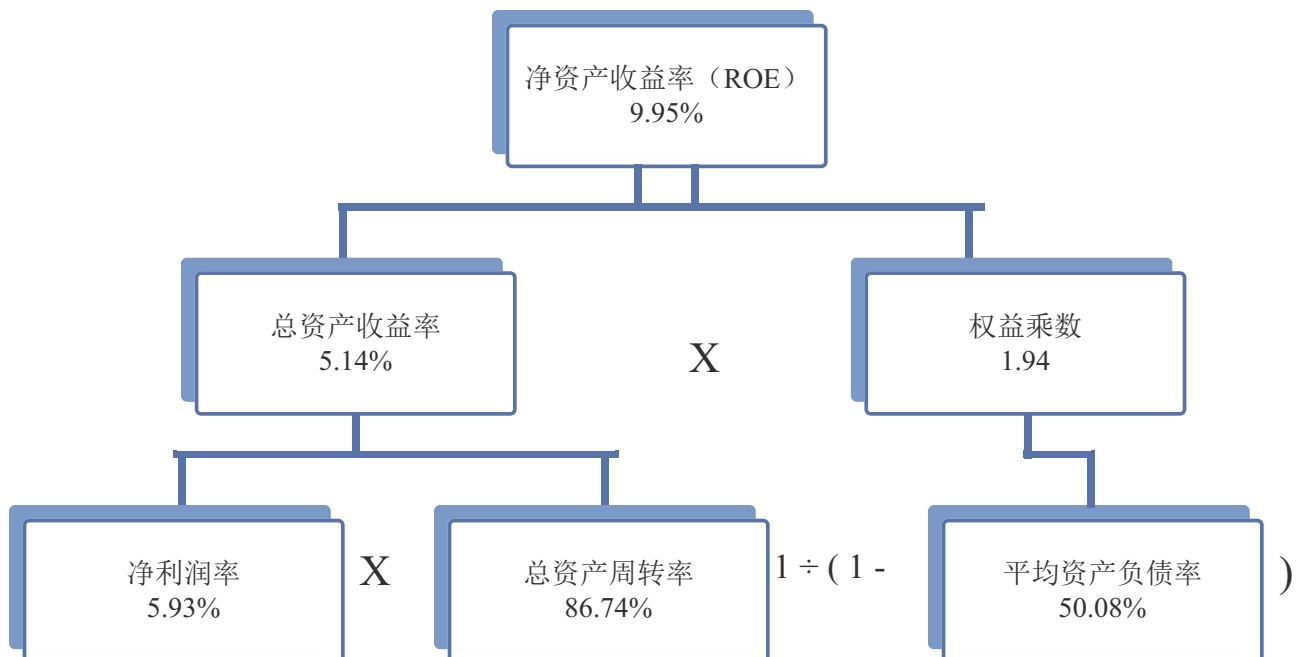 净资产收益率（ROE）
9.95%
总资产收益率
5.14%
X
权益乘数
1.94
净利润率
5.93%
X
总资产周转率
86.74%
1 ÷ ( 1 -
平均资产负债率
50.08%
)